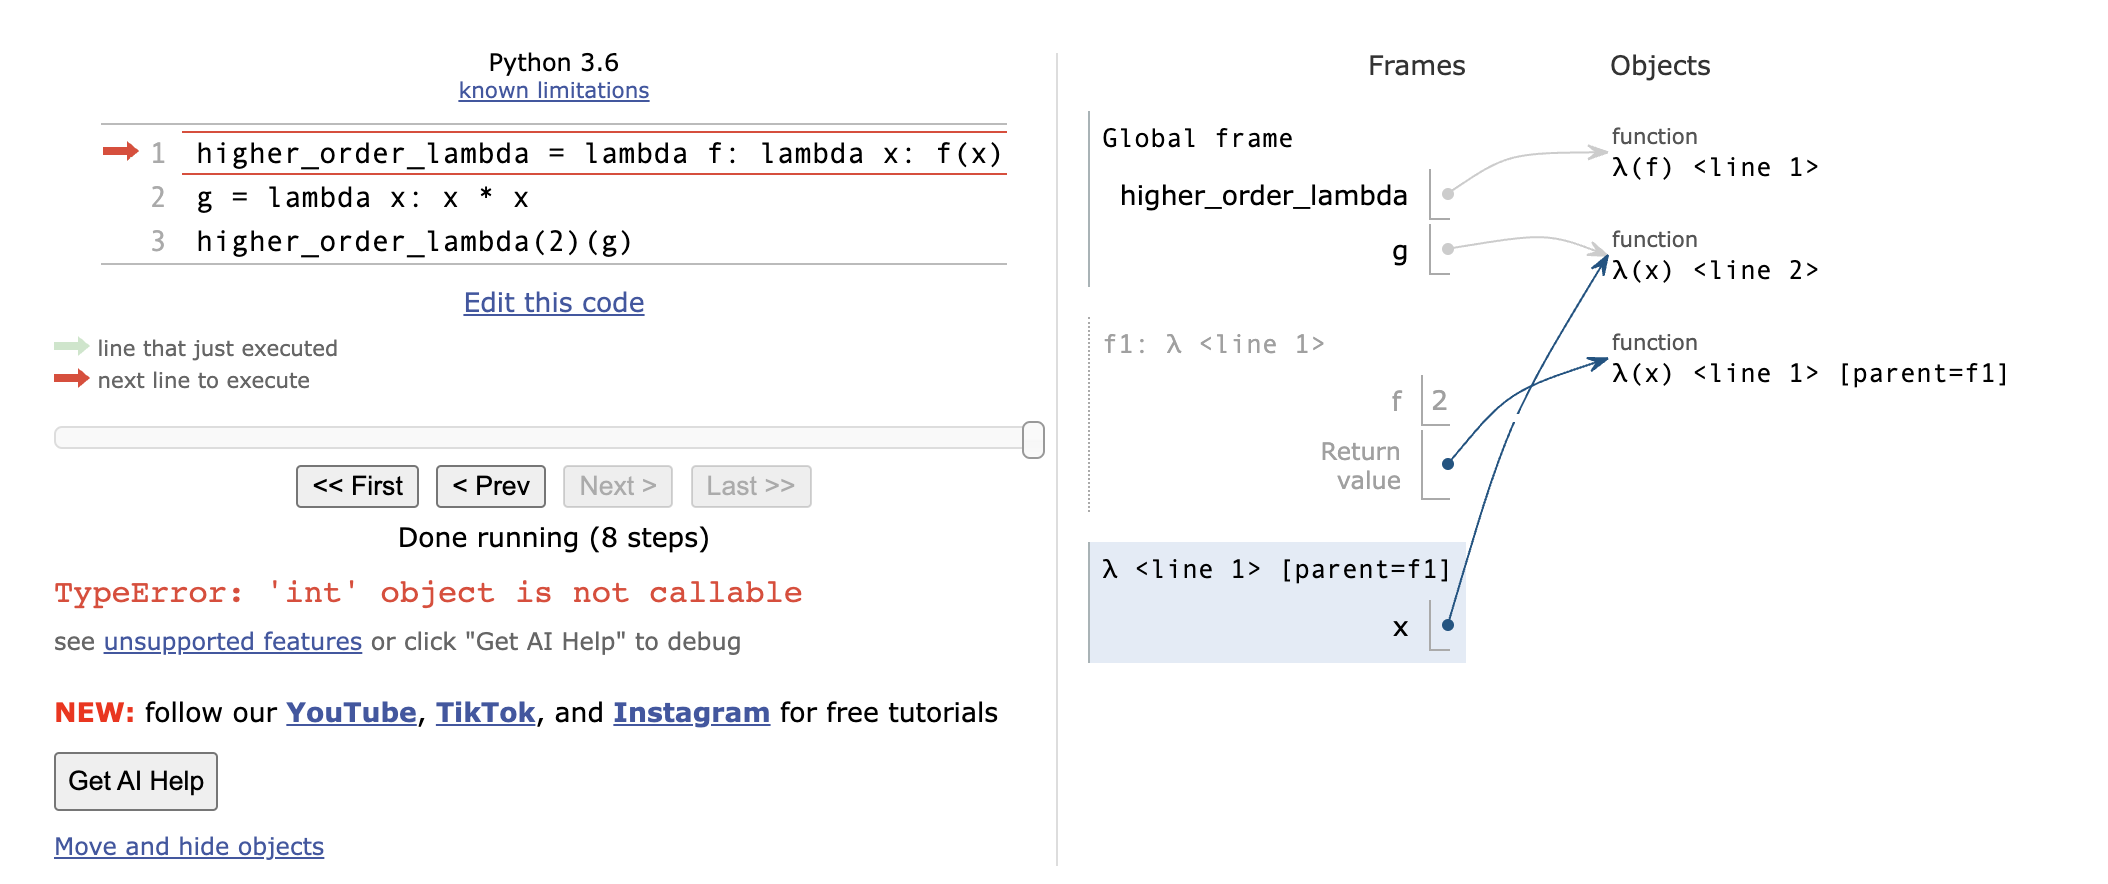 Python 3.6
known limitations
1 higher_order_lambda = lambda f: lambda x: f(x)
2 g = lambda x: x * x
3 higher_order_lambda(2)(g)
Edit this code
line that just executed
next line to execute
<< First < Prev Next > Last >>
Done running (8 steps)
TypeError: 'int' object is not callable
see unsupported features or click "Get AI Help" to debug
NEW: follow our YouTube, TikTok, and Instagram for free tutorials
Get AI Help
Move and hide objects
Frames Objects
Global frame
higher_order_lambda
g
f1: λ <line 1>
f 2
Return
value
λ <line 1> [parent=f1]
x
function
λ(f) <line 1>
function
λ(x) <line 2>
function
λ(x) <line 1> [parent=f1]